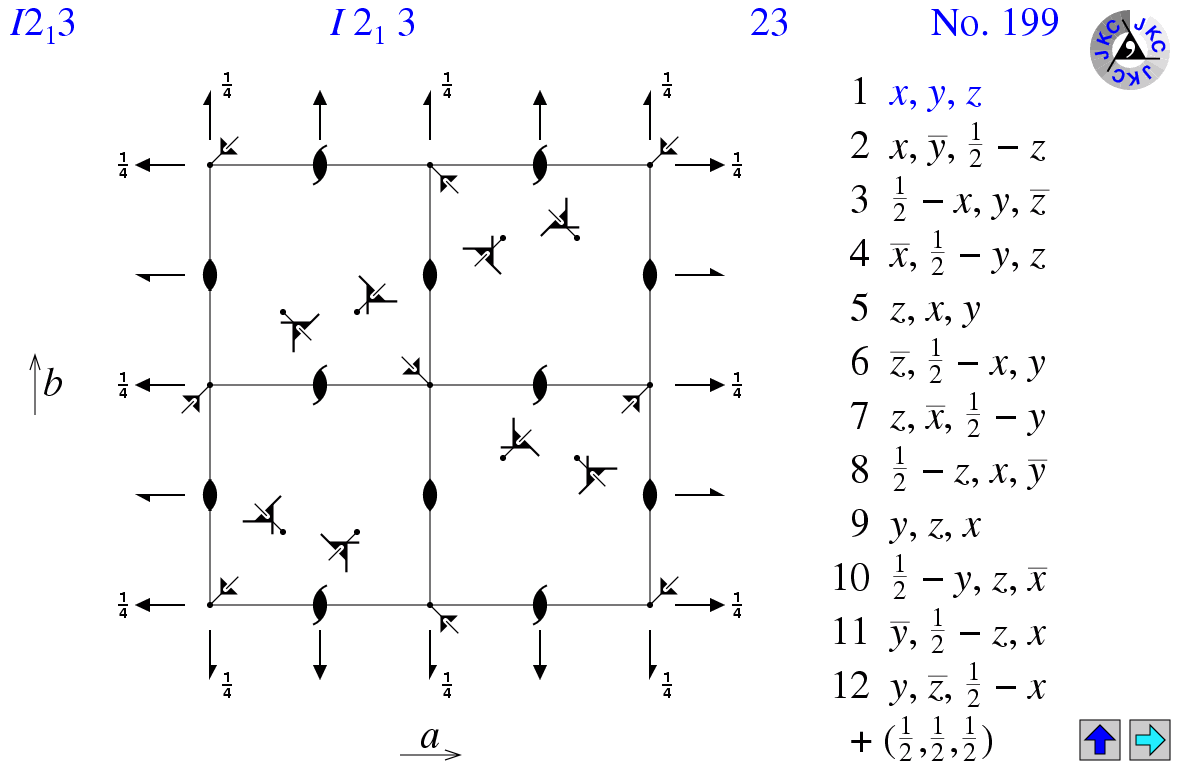 I2₁3 I 2₁ 3 23 No. 199
JKC JKC JKC
1/4 1/4 1/4
1/4 1/4
1/4 1/4
1/4 1/4
1/4 1/4 1/4
b
a
1 x, y, z
2 x, y̅, 1/2 − z
3 1/2 − x, y, z̅
4 x̅, 1/2 − y, z
5 z, x, y
6 z̅, 1/2 − x, y
7 z, x̅, 1/2 − y
8 1/2 − z, x, y̅
9 y, z, x
10 1/2 − y, z, x̅
11 y̅, 1/2 − z, x
12 y, z̅, 1/2 − x
+ (1/2,1/2,1/2)